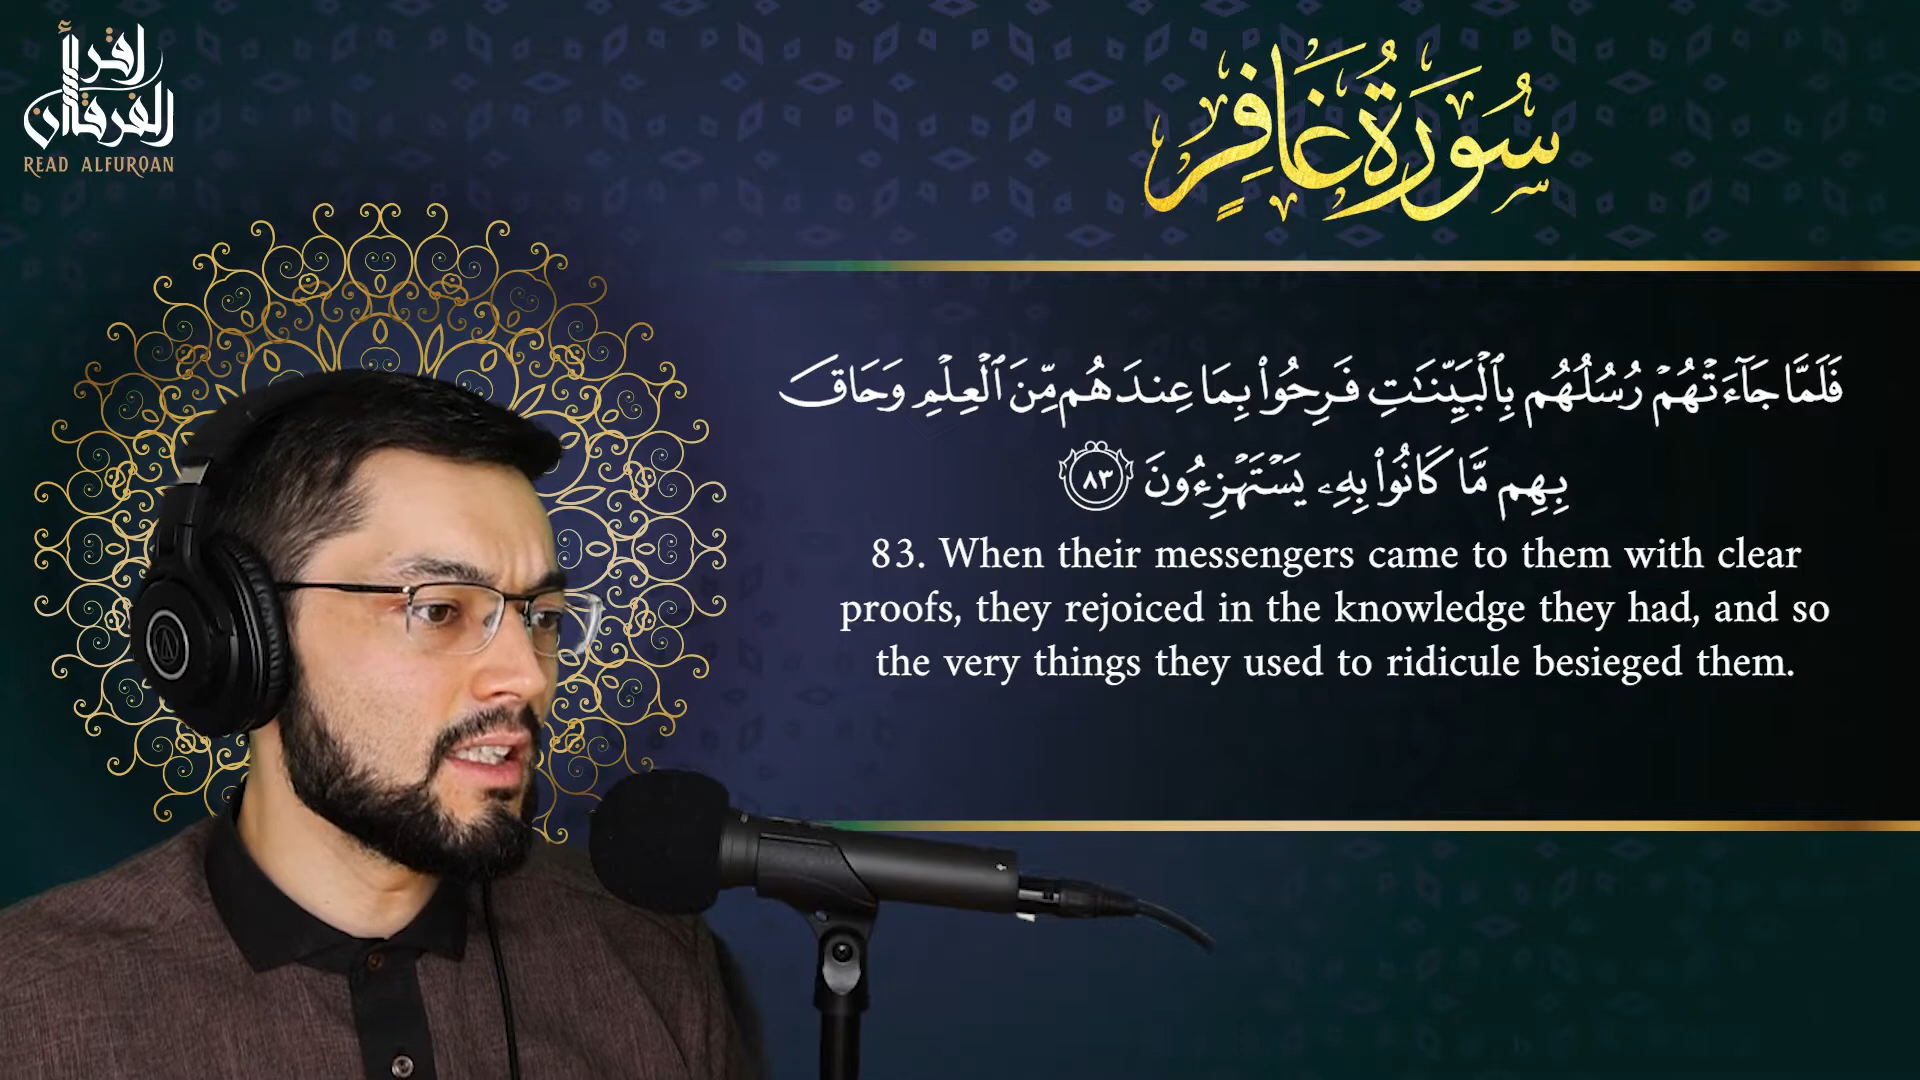 اقرأ
الفرقان
READ ALFURQAN
سُورَةُ غَافِرٍ
فَلَمَّا جَآءَتْهُمْ رُسُلُهُم بِٱلْبَيِّنَـٰتِ فَرِحُوا۟ بِمَا عِندَهُم مِّنَ ٱلْعِلْمِ وَحَاقَ
بِهِم مَّا كَانُوا۟ بِهِۦ يَسْتَهْزِءُونَ ٨٣
83. When their messengers came to them with clear
proofs, they rejoiced in the knowledge they had, and so
the very things they used to ridicule besieged them.